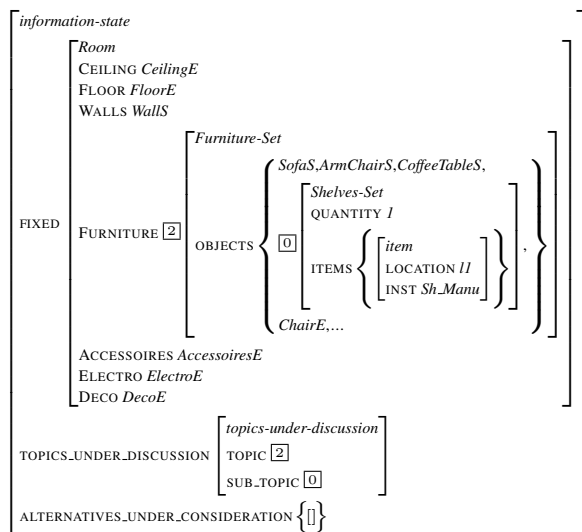 information-state
Room
CEILING CeilingE
FLOOR FloorE
WALLS WallS
Furniture-Set
SofaS,ArmChairS,CoffeeTableS,
Shelves-Set
QUANTITY 1
FIXED
FURNITURE 2
OBJECTS
0
ITEMS
item
LOCATION l1
INST Sh_Manu
,
ChairE,...
ACCESSOIRES AccessoiresE
ELECTRO ElectroE
DECO DecoE
topics-under-discussion
TOPICS_UNDER_DISCUSSION
TOPIC 2
SUB_TOPIC 0
ALTERNATIVES_UNDER_CONSIDERATION {[]}